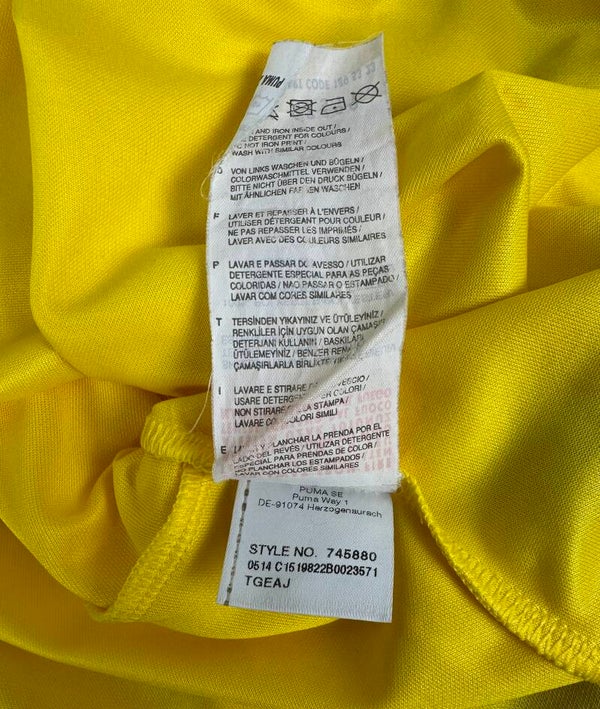 PUMA
AND IRON INSIDE OUT /
DETERGENT FOR COLOURS /
NOT IRON PRINT /
WASH WITH SIMILAR COLOURS
D VON LINKS WASCHEN UND BÜGELN /
COLORWASCHMITTEL VERWENDEN /
BITTE NICHT ÜBER DEN DRUCK BÜGELN /
MIT ÄHNLICHEN FARBEN WASCHEN
F LAVER ET REPASSER À L'ENVERS /
UTILISER DÉTERGENT POUR COULEUR /
NE PAS REPASSER LES IMPRIMÉS /
LAVER AVEC DES COULEURS SIMILAIRES
P LAVAR E PASSAR DO AVESSO / UTILIZAR
DETERGENTE ESPECIAL PARA AS PEÇAS
COLORIDAS / NÃO PASSAR O ESTAMPADO /
LAVAR COM CORES SIMILARES
T TERSİNDEN YIKAYINIZ VE ÜTÜLEYİNİZ /
RENKLİLER İÇİN UYGUN OLAN ÇAMAŞIR
DETERJANI KULLANIN / BASKILARI
ÜTÜLEMEYİNİZ / BENZER RENK
ÇAMAŞIRLARLA BİRLİKTE
I LAVARE E STIRARE DA ROVESCIO /
USARE DETERGENTE PER COLORI /
NON STIRARE SULLA STAMPA /
LAVARE CON COLORI SIMILI
E Y PLANCHAR LA PRENDA POR EL
LADO DEL REVÉS / UTILIZAR DETERGENTE
ESPECIAL PARA PRENDAS DE COLOR /
NO PLANCHAR LOS ESTAMPADOS /
LAVAR CON COLORES SIMILARES
PUMA SE
Puma Way 1
DE-91074 Herzogenaurach
STYLE NO. 745880
0514 C1519822B0023571
TGEAJ